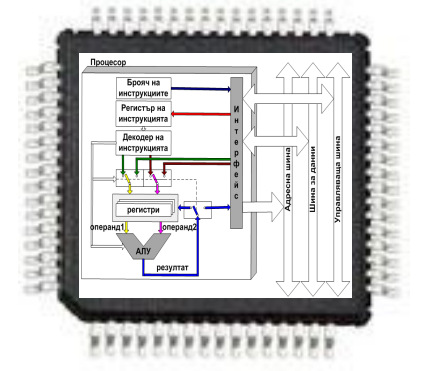 Процесор
Брояч на
инструкциите
Регистър на
инструкцията
Декодер на
инструкцията
Интерфейс
регистри
операнд1
операнд2
АЛУ
резултат
Адресна шина
Шина за данни
Управляваща шина